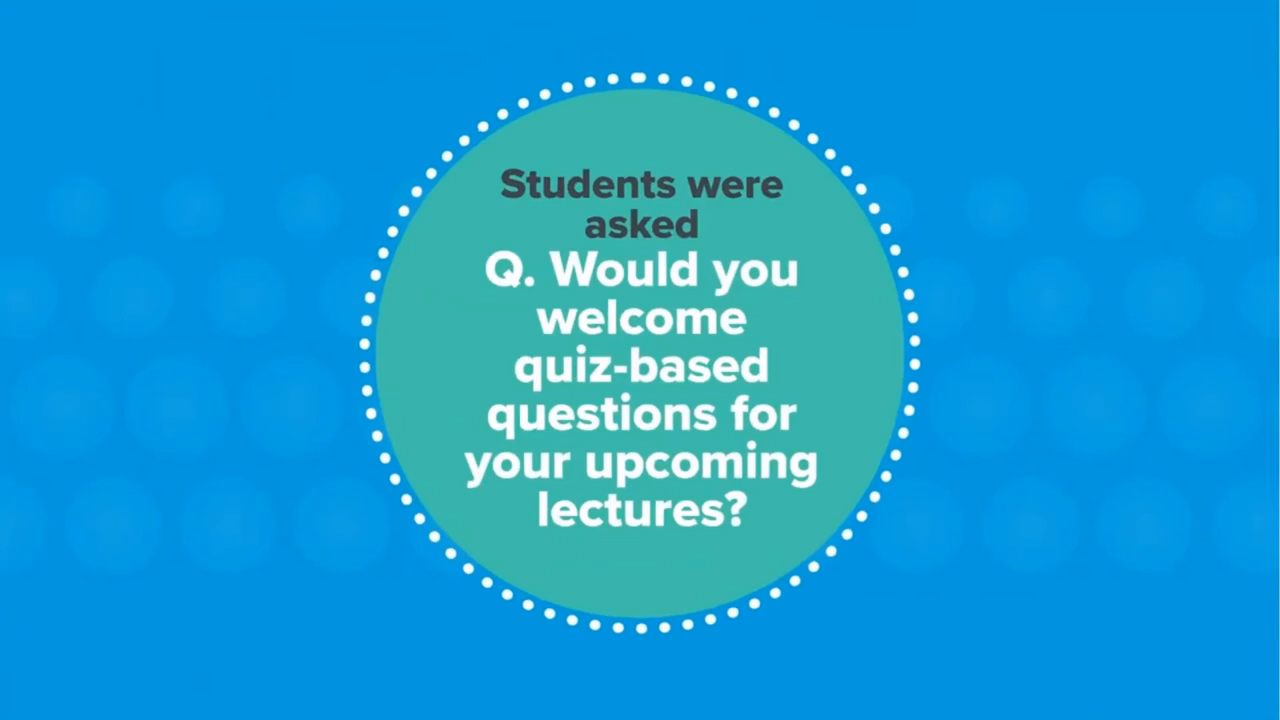 Students were
asked
Q. Would you
welcome
quiz-based
questions for
your upcoming
lectures?